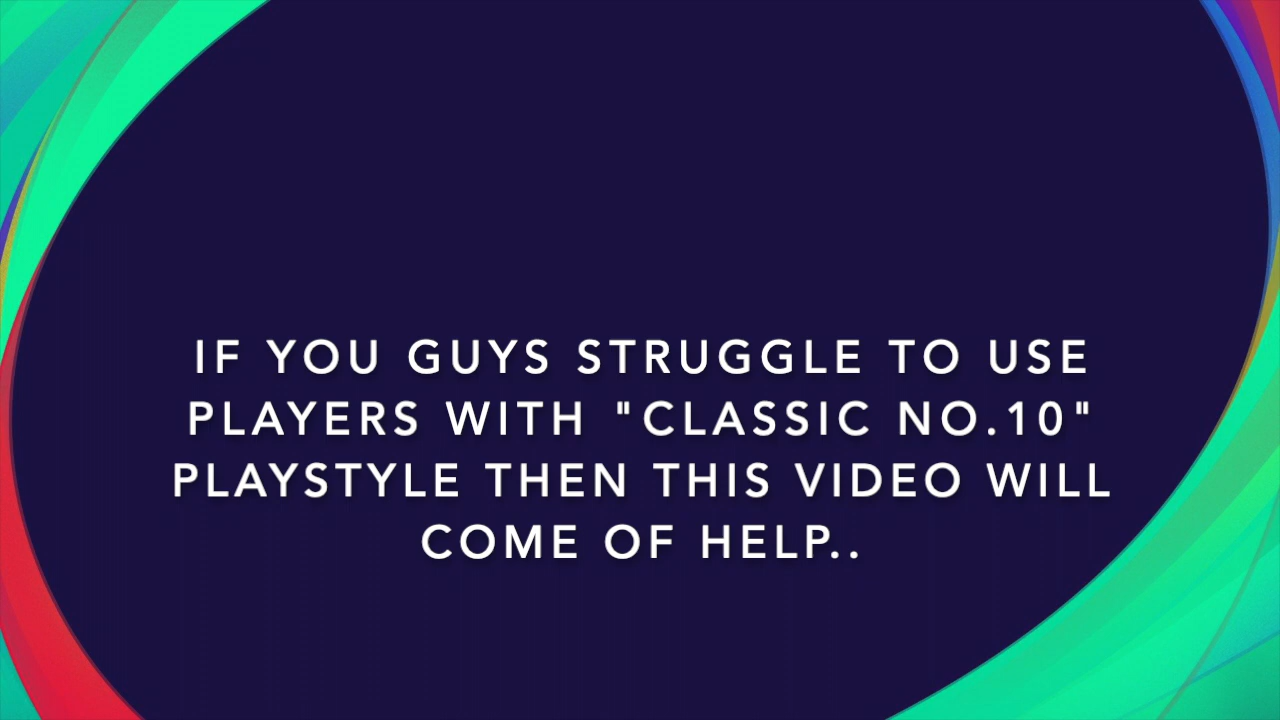 IF YOU GUYS STRUGGLE TO USE
PLAYERS WITH "CLASSIC NO.10"
PLAYSTYLE THEN THIS VIDEO WILL
COME OF HELP..